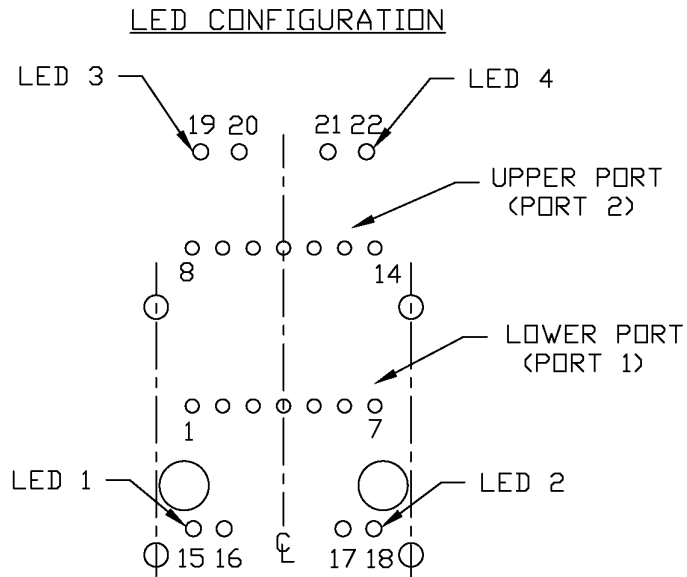 LED CONFIGURATION
LED 3
LED 4
19 20 21 22
UPPER PORT
(PORT 2)
8 14
LOWER PORT
(PORT 1)
1 7
LED 1
LED 2
15 16 ℄ 17 18